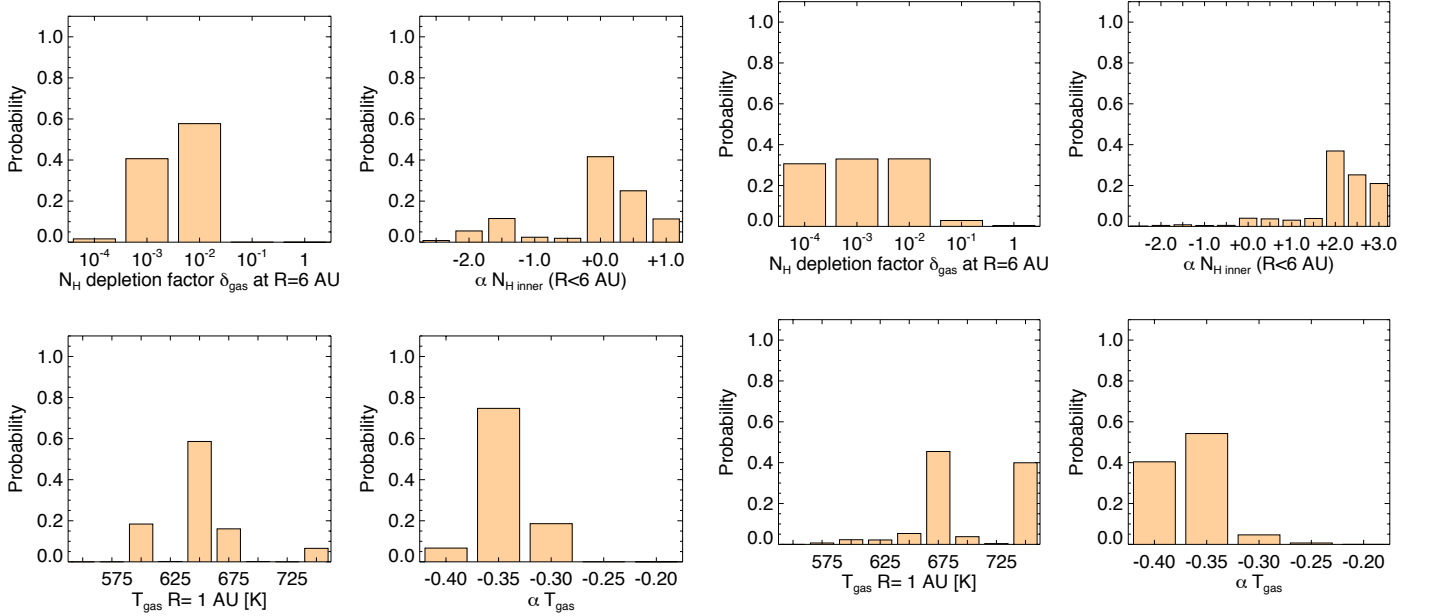 1.0
0.8
0.6
0.4
0.2
0.0
Probability
10-4 10-3 10-2 10-1 1
NH depletion factor δgas at R=6 AU
1.0
0.8
0.6
0.4
0.2
0.0
Probability
-2.0 -1.0 +0.0 +1.0
α NH inner (R<6 AU)
1.0
0.8
0.6
0.4
0.2
0.0
Probability
10-4 10-3 10-2 10-1 1
NH depletion factor δgas at R=6 AU
1.0
0.8
0.6
0.4
0.2
0.0
Probability
-2.0 -1.0 +0.0 +1.0 +2.0 +3.0
α NH inner (R<6 AU)
1.0
0.8
0.6
0.4
0.2
0.0
Probability
575 625 675 725
Tgas R= 1 AU [K]
1.0
0.8
0.6
0.4
0.2
0.0
Probability
-0.40 -0.35 -0.30 -0.25 -0.20
α Tgas
1.0
0.8
0.6
0.4
0.2
0.0
Probability
575 625 675 725
Tgas R= 1 AU [K]
1.0
0.8
0.6
0.4
0.2
0.0
Probability
-0.40 -0.35 -0.30 -0.25 -0.20
α Tgas